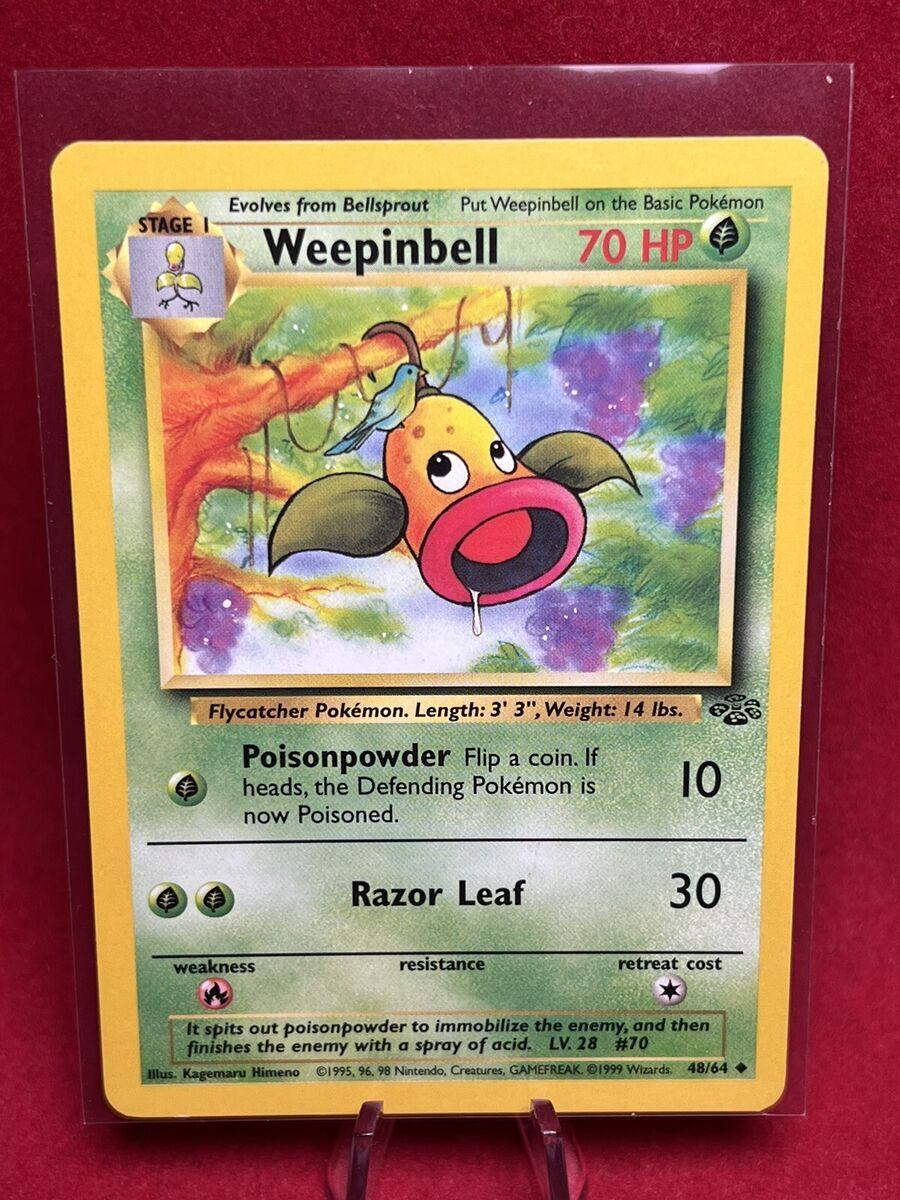 Evolves from Bellsprout Put Weepinbell on the Basic Pokémon
STAGE 1
Weepinbell 70 HP
Flycatcher Pokémon. Length: 3' 3", Weight: 14 lbs.
Poisonpowder Flip a coin. If
heads, the Defending Pokémon is
now Poisoned.
10
Razor Leaf 30
weakness resistance retreat cost
It spits out poisonpowder to immobilize the enemy, and then
finishes the enemy with a spray of acid. LV. 28 #70
Illus. Kagemaru Himeno ©1995, 96, 98 Nintendo, Creatures, GAMEFREAK. ©1999 Wizards. 48/64